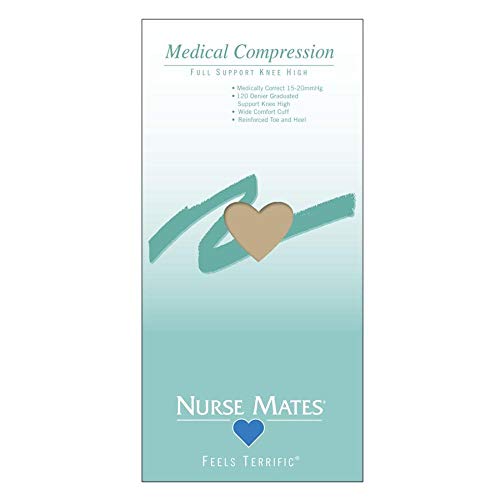 Medical Compression
FULL SUPPORT KNEE HIGH
• Medically Correct 15-20mmHg
• 120 Denier Graduated
Support Knee High
• Wide Comfort Cuff
• Reinforced Toe and Heel
NURSE MATES®
FEELS TERRIFIC®